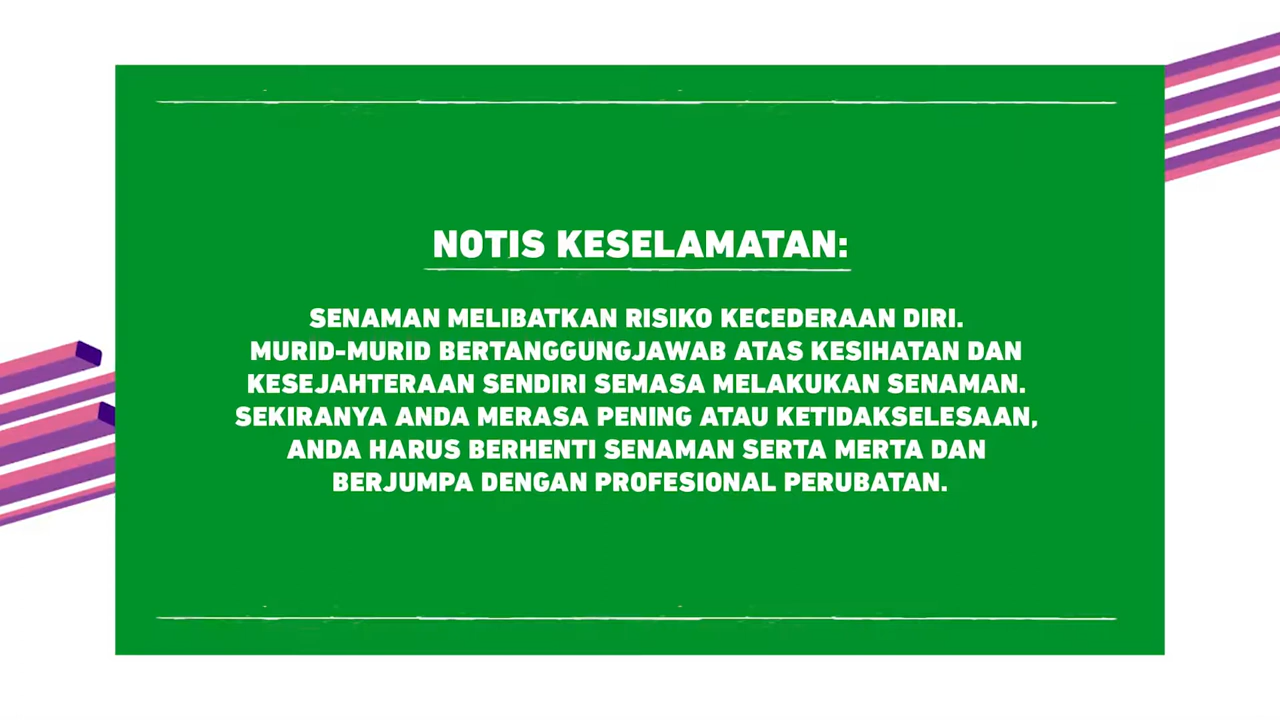 NOTIS KESELAMATAN:
SENAMAN MELIBATKAN RISIKO KECEDERAAN DIRI.
MURID-MURID BERTANGGUNGJAWAB ATAS KESIHATAN DAN
KESEJAHTERAAN SENDIRI SEMASA MELAKUKAN SENAMAN.
SEKIRANYA ANDA MERASA PENING ATAU KETIDAKSELESAAN,
ANDA HARUS BERHENTI SENAMAN SERTA MERTA DAN
BERJUMPA DENGAN PROFESIONAL PERUBATAN.